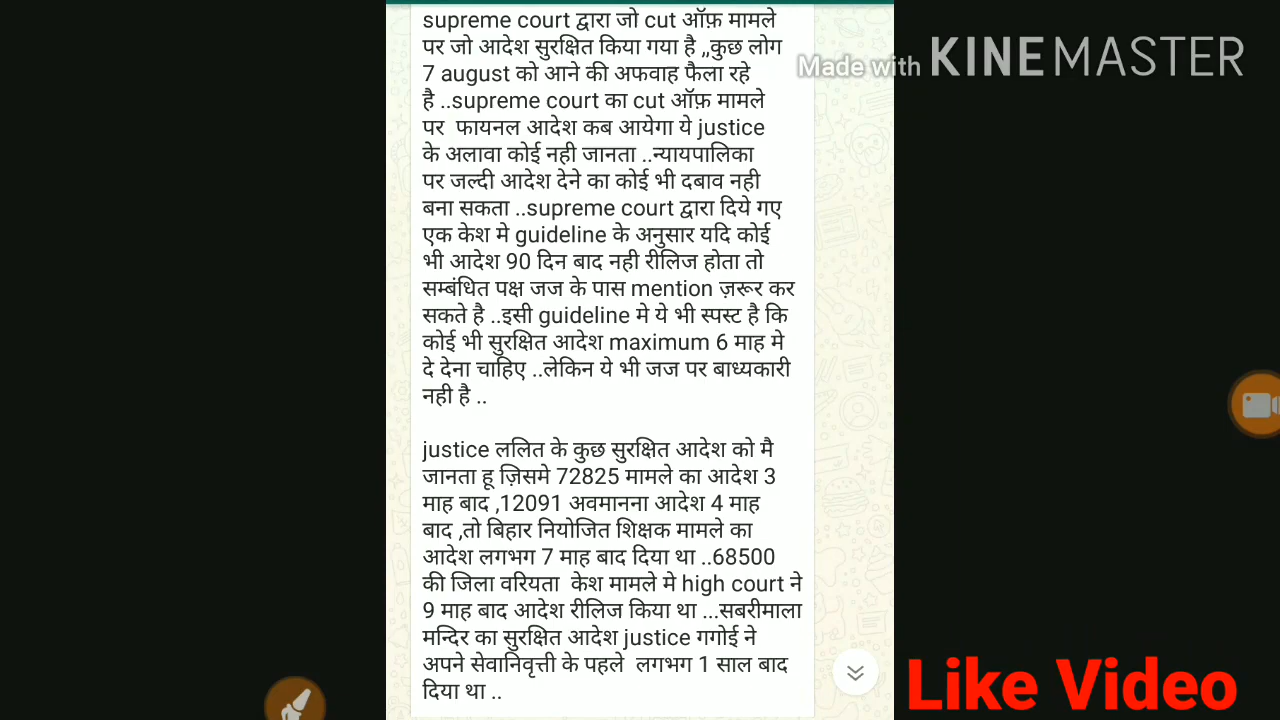 supreme court द्वारा जो cut ऑफ़ मामले
पर जो आदेश सुरक्षित किया गया है ,,कुछ लोग
7 august को आने की अफवाह फैला रहे
है ..supreme court का cut ऑफ़ मामले
पर फायनल आदेश कब आयेगा ये justice
के अलावा कोई नही जानता ..न्यायपालिका
पर जल्दी आदेश देने का कोई भी दबाव नही
बना सकता ..supreme court द्वारा दिये गए
एक केश मे guideline के अनुसार यदि कोई
भी आदेश 90 दिन बाद नही रीलिज होता तो
सम्बंधित पक्ष जज के पास mention ज़रूर कर
सकते है ..इसी guideline मे ये भी स्पस्ट है कि
कोई भी सुरक्षित आदेश maximum 6 माह मे
दे देना चाहिए ..लेकिन ये भी जज पर बाध्यकारी
नही है ..
justice ललित के कुछ सुरक्षित आदेश को मै
जानता हू ज़िसमे 72825 मामले का आदेश 3
माह बाद ,12091 अवमानना आदेश 4 माह
बाद ,तो बिहार नियोजित शिक्षक मामले का
आदेश लगभग 7 माह बाद दिया था ..68500
की जिला वरियता केश मामले मे high court ने
9 माह बाद आदेश रीलिज किया था ...सबरीमाला
मन्दिर का सुरक्षित आदेश justice गगोई ने
अपने सेवानिवृत्ती के पहले लगभग 1 साल बाद
दिया था ..
Made with KINEMASTER
Like Video